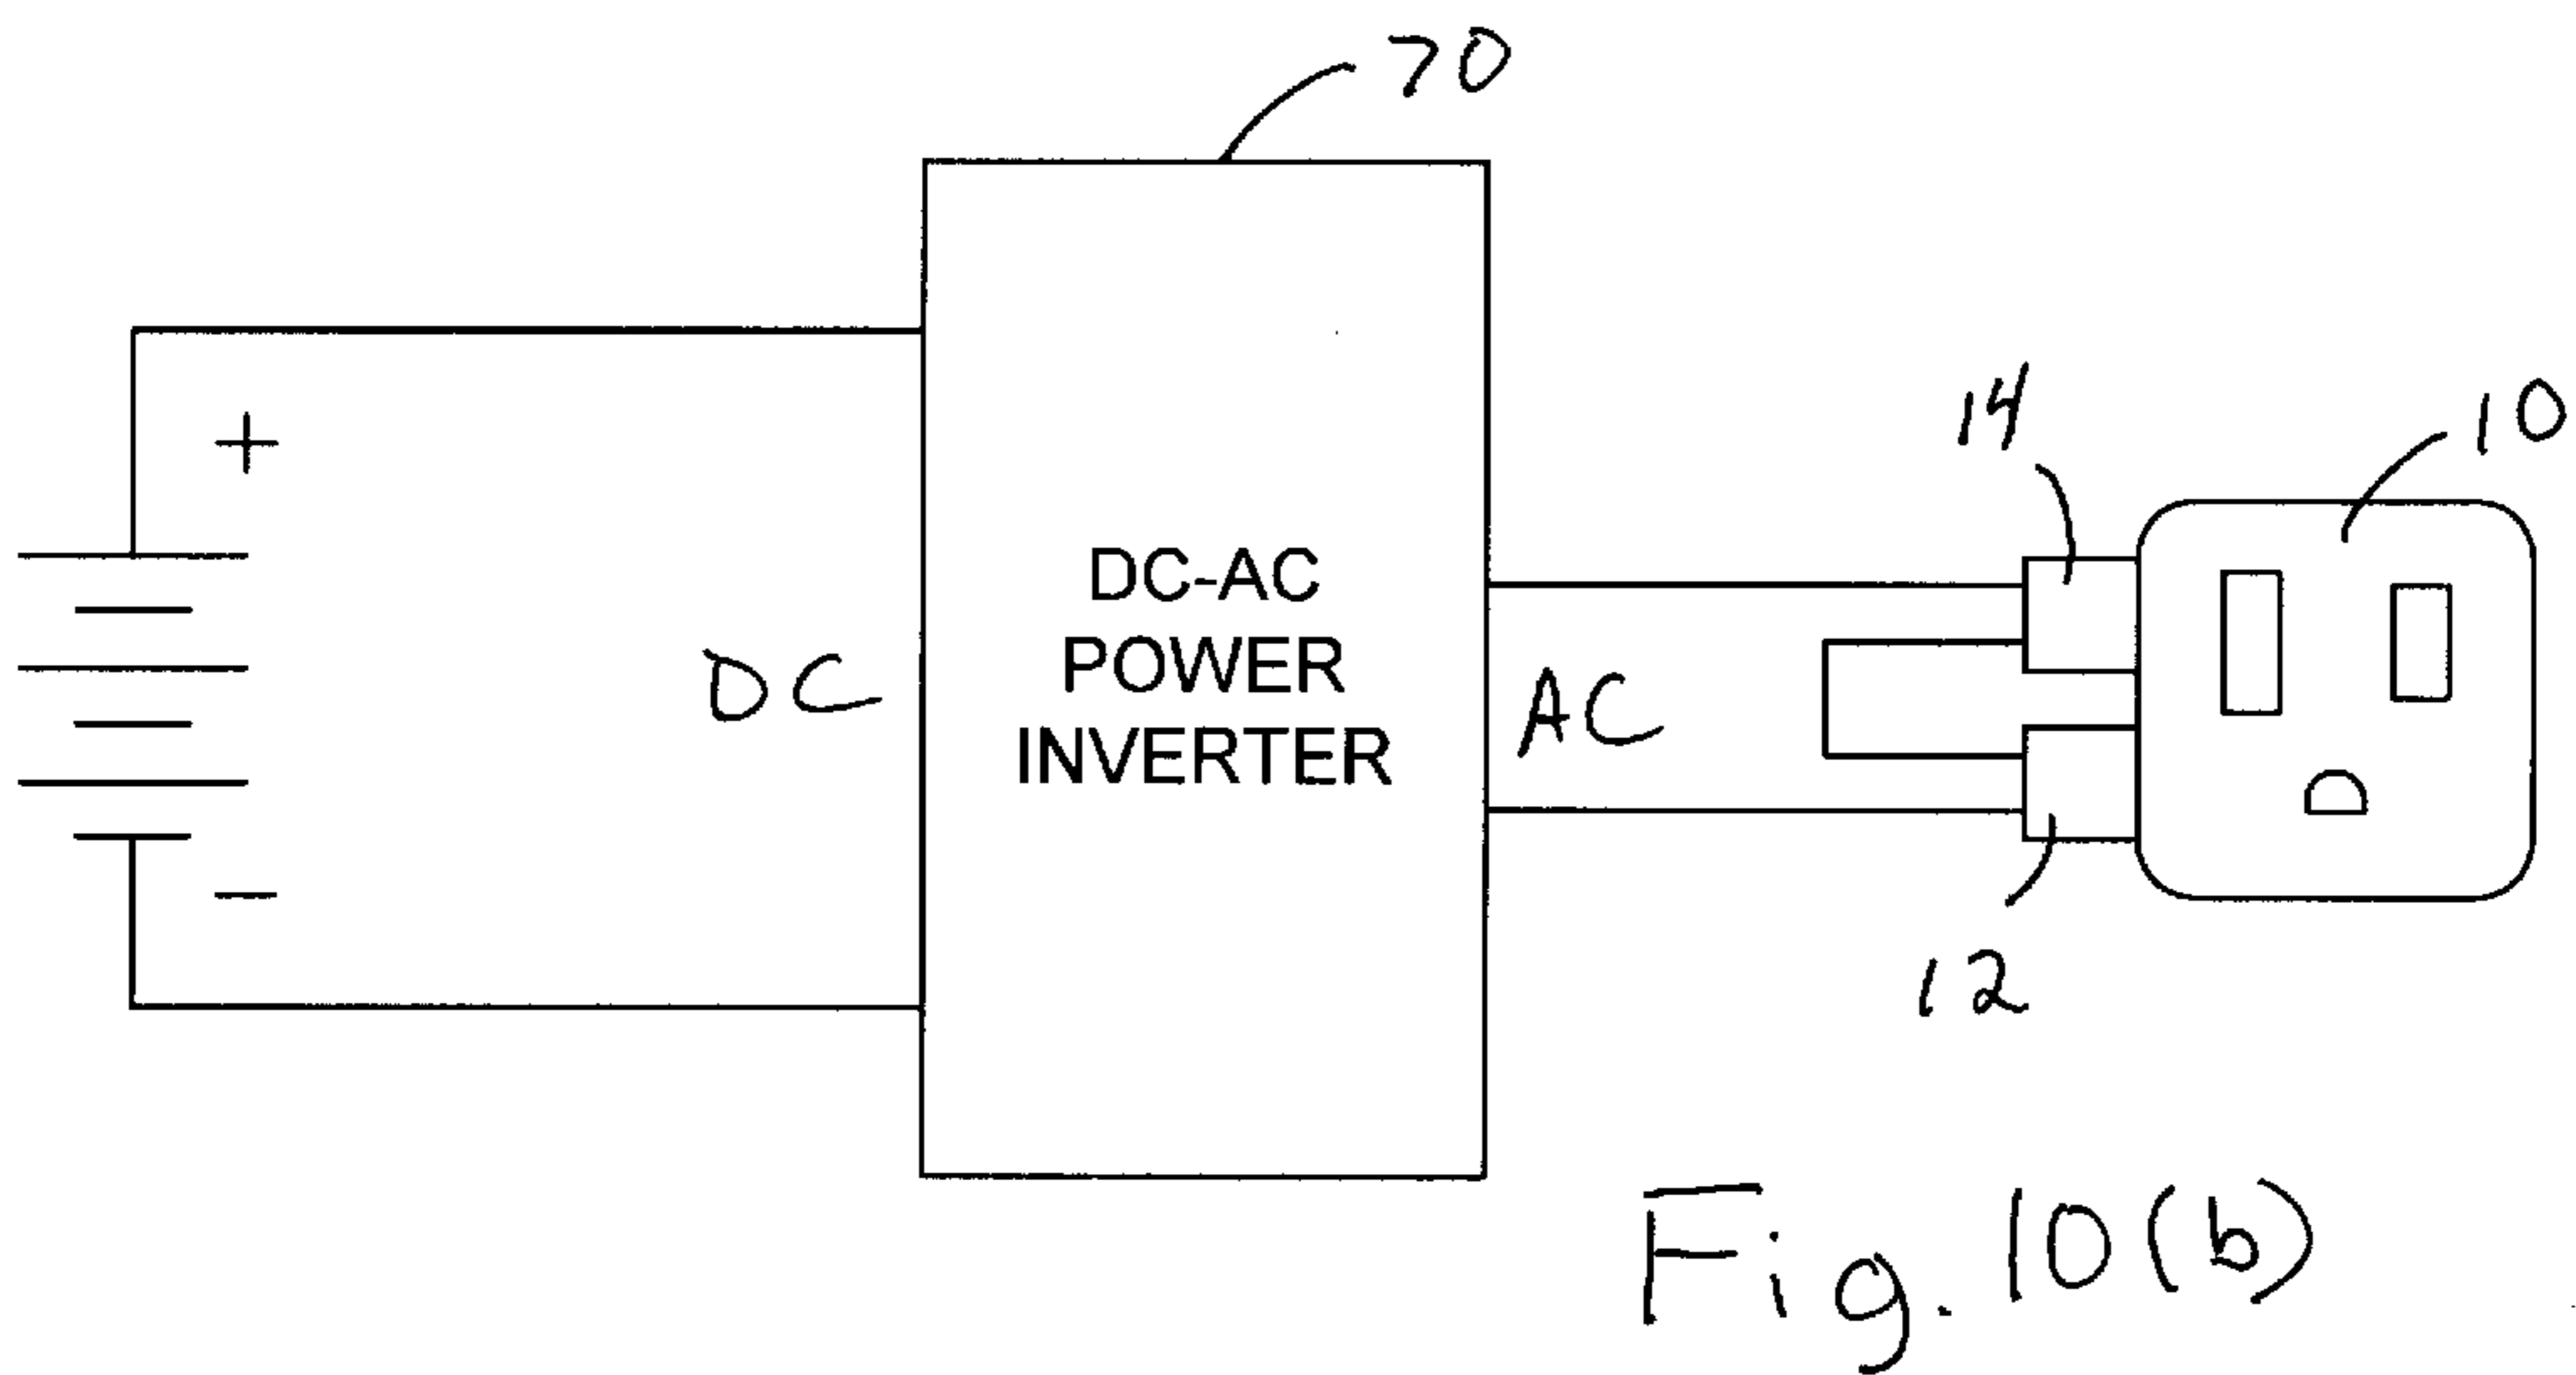 70
14
10
+
DC-AC
POWER
INVERTER
DC
AC
−
12
Fig. 10(b)